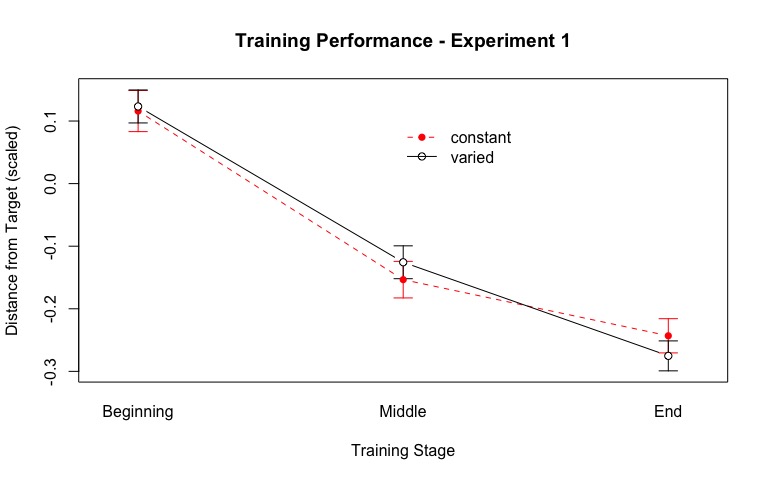 Training Performance - Experiment 1
Distance from Target (scaled)
0.1
0.0
-0.1
-0.2
-0.3
constant
varied
Beginning
Middle
End
Training Stage